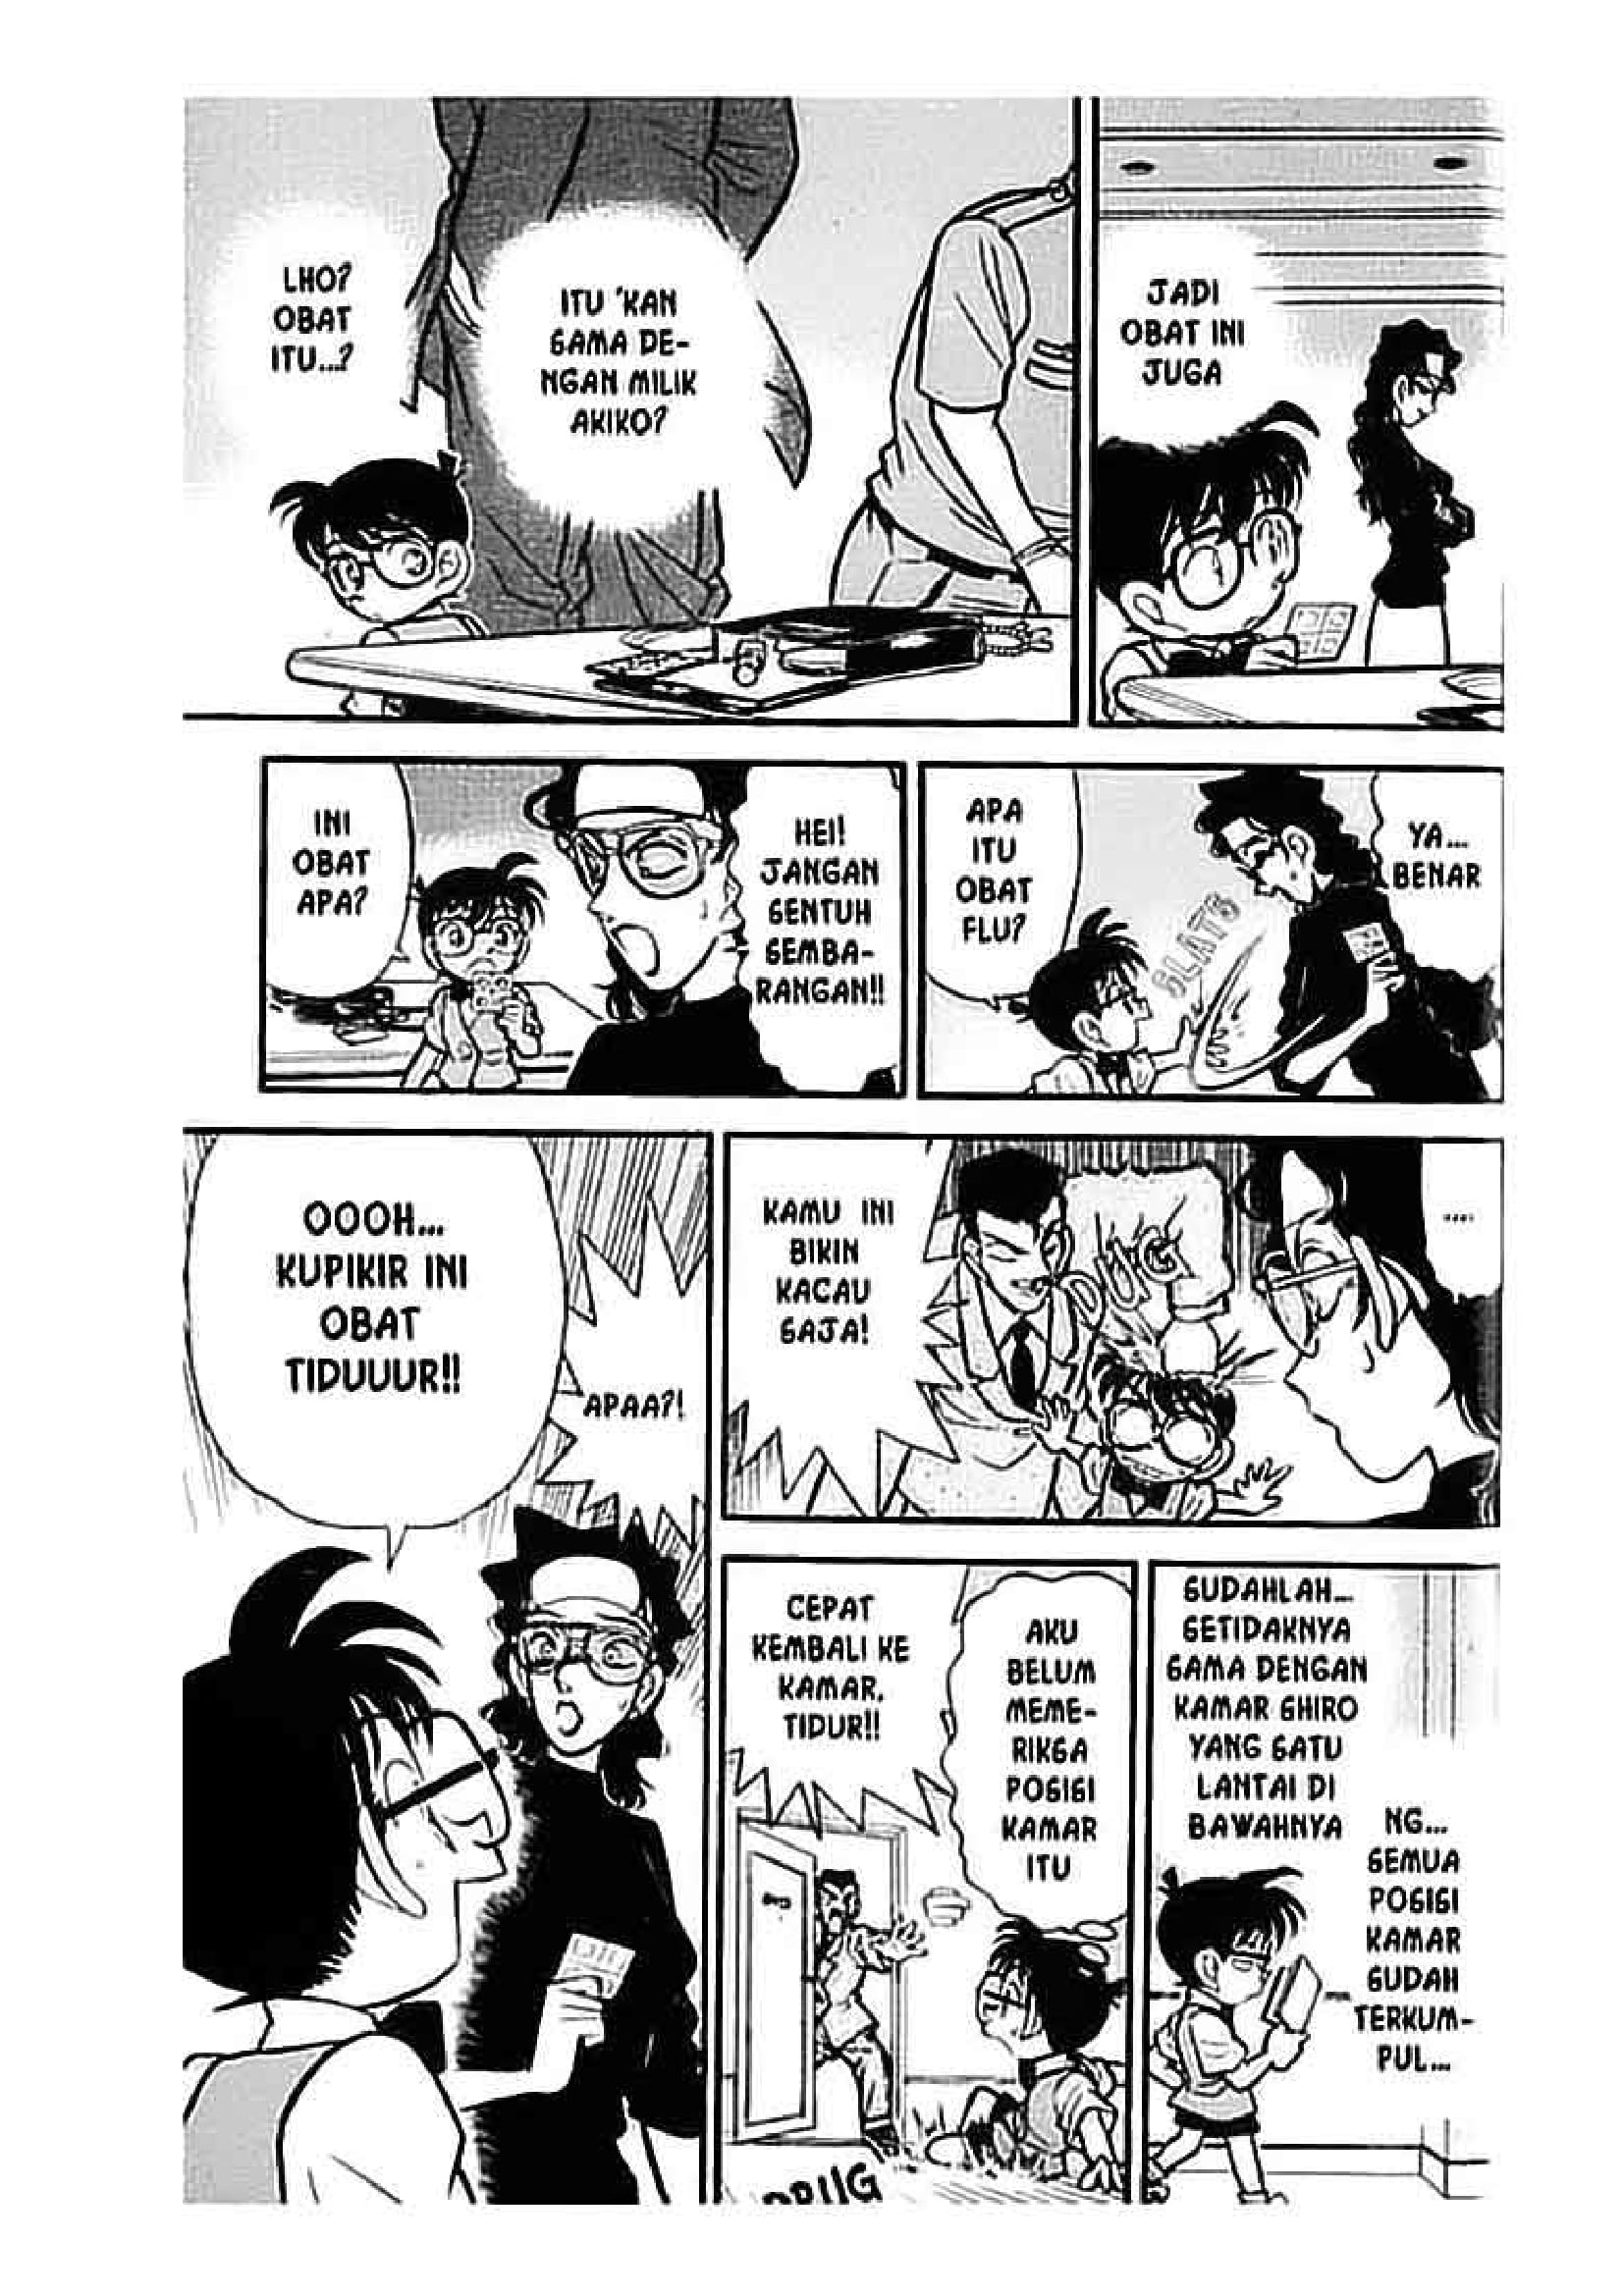 LHO?
OBAT
ITU...?
ITU 'KAN
SAMA DE-
NGAN MILIK
AKIKO?
JADI
OBAT INI
JUGA
INI
OBAT
APA?
HEI!
JANGAN
SENTUH
SEMBA-
RANGAN!!
APA
ITU
OBAT
FLU?
SLATS
YA...
BENAR
OOOH...
KUPIKIR INI
OBAT
TIDUUUR!!
APAA?!
KAMU INI
BIKIN
KACAU
SAJA!
DUG
....
CEPAT
KEMBALI KE
KAMAR,
TIDUR!!
AKU
BELUM
MEME-
RIKSA
POSISI
KAMAR
ITU
SUDAHLAH...
SETIDAKNYA
SAMA DENGAN
KAMAR SHIRO
YANG SATU
LANTAI DI
BAWAHNYA
NG...
SEMUA
POSISI
KAMAR
SUDAH
TERKUM-
PUL...